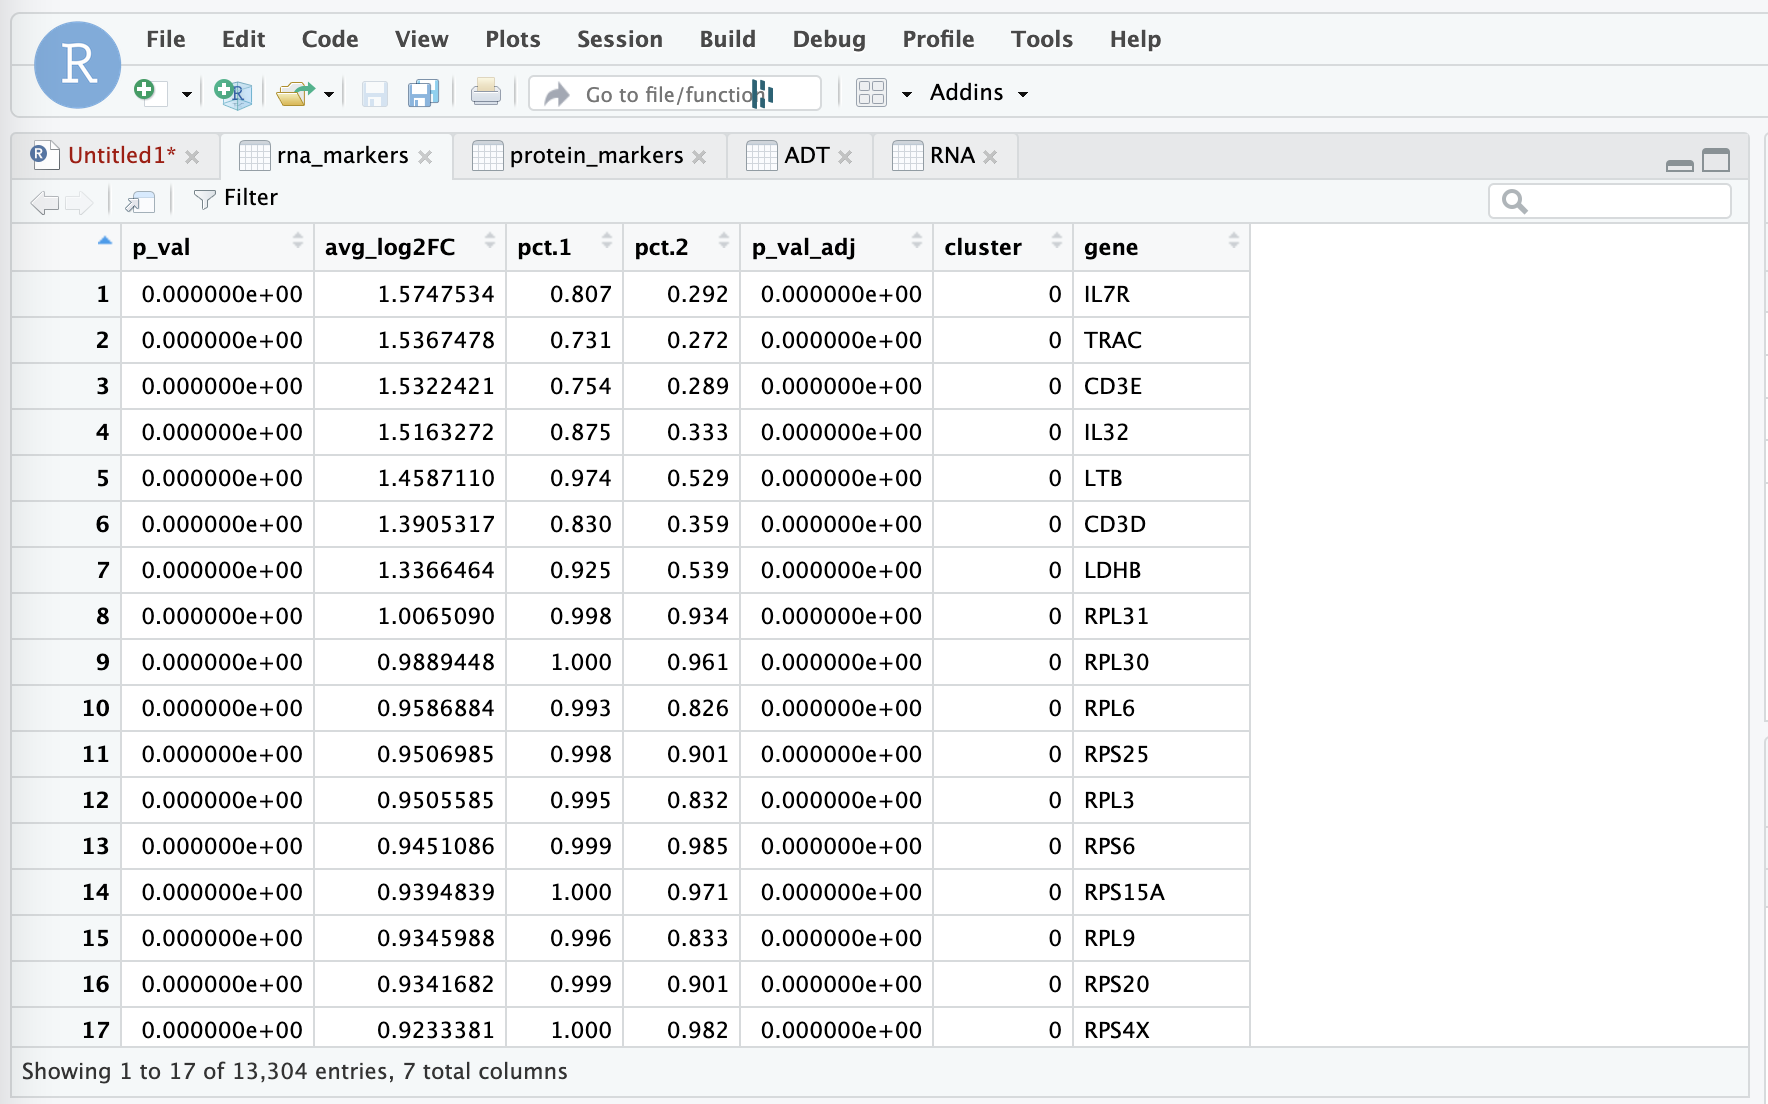 R File Edit Code View Plots Session Build Debug Profile Tools Help
R Go to file/function Addins
R Untitled1* rna_markers protein_markers ADT RNA
Filter
p_val avg_log2FC pct.1 pct.2 p_val_adj cluster gene
1 0.000000e+00 1.5747534 0.807 0.292 0.000000e+00 0 IL7R
2 0.000000e+00 1.5367478 0.731 0.272 0.000000e+00 0 TRAC
3 0.000000e+00 1.5322421 0.754 0.289 0.000000e+00 0 CD3E
4 0.000000e+00 1.5163272 0.875 0.333 0.000000e+00 0 IL32
5 0.000000e+00 1.4587110 0.974 0.529 0.000000e+00 0 LTB
6 0.000000e+00 1.3905317 0.830 0.359 0.000000e+00 0 CD3D
7 0.000000e+00 1.3366464 0.925 0.539 0.000000e+00 0 LDHB
8 0.000000e+00 1.0065090 0.998 0.934 0.000000e+00 0 RPL31
9 0.000000e+00 0.9889448 1.000 0.961 0.000000e+00 0 RPL30
10 0.000000e+00 0.9586884 0.993 0.826 0.000000e+00 0 RPL6
11 0.000000e+00 0.9506985 0.998 0.901 0.000000e+00 0 RPS25
12 0.000000e+00 0.9505585 0.995 0.832 0.000000e+00 0 RPL3
13 0.000000e+00 0.9451086 0.999 0.985 0.000000e+00 0 RPS6
14 0.000000e+00 0.9394839 1.000 0.971 0.000000e+00 0 RPS15A
15 0.000000e+00 0.9345988 0.996 0.833 0.000000e+00 0 RPL9
16 0.000000e+00 0.9341682 0.999 0.901 0.000000e+00 0 RPS20
17 0.000000e+00 0.9233381 1.000 0.982 0.000000e+00 0 RPS4X
Showing 1 to 17 of 13,304 entries, 7 total columns